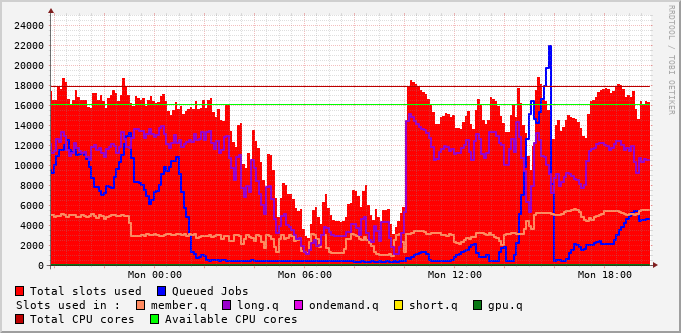 24000
22000
20000
18000
16000
14000
12000
10000
8000
6000
4000
2000
0
Mon 00:00 Mon 06:00 Mon 12:00 Mon 18:00
Total slots used Queued Jobs
Slots used in : member.q long.q ondemand.q short.q gpu.q
Total CPU cores Available CPU cores
RRDTOOL / TOBI OETIKER